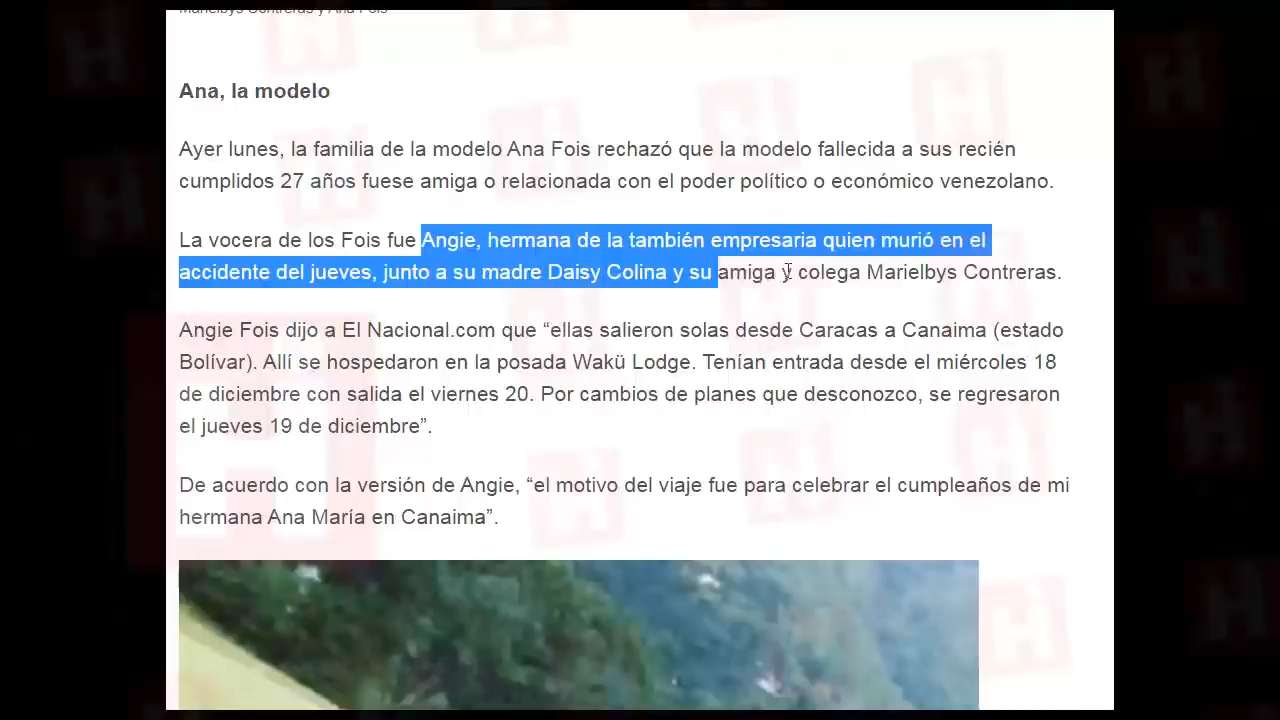 Marielbys Contreras y Ana Fois
Ana, la modelo
Ayer lunes, la familia de la modelo Ana Fois rechazó que la modelo fallecida a sus recién
cumplidos 27 años fuese amiga o relacionada con el poder político o económico venezolano.
La vocera de los Fois fue Angie, hermana de la también empresaria quien murió en el
accidente del jueves, junto a su madre Daisy Colina y su amiga y colega Marielbys Contreras.
Angie Fois dijo a El Nacional.com que “ellas salieron solas desde Caracas a Canaima (estado
Bolívar). Allí se hospedaron en la posada Wakü Lodge. Tenían entrada desde el miércoles 18
de diciembre con salida el viernes 20. Por cambios de planes que desconozco, se regresaron
el jueves 19 de diciembre”.
De acuerdo con la versión de Angie, “el motivo del viaje fue para celebrar el cumpleaños de mi
hermana Ana María en Canaima”.